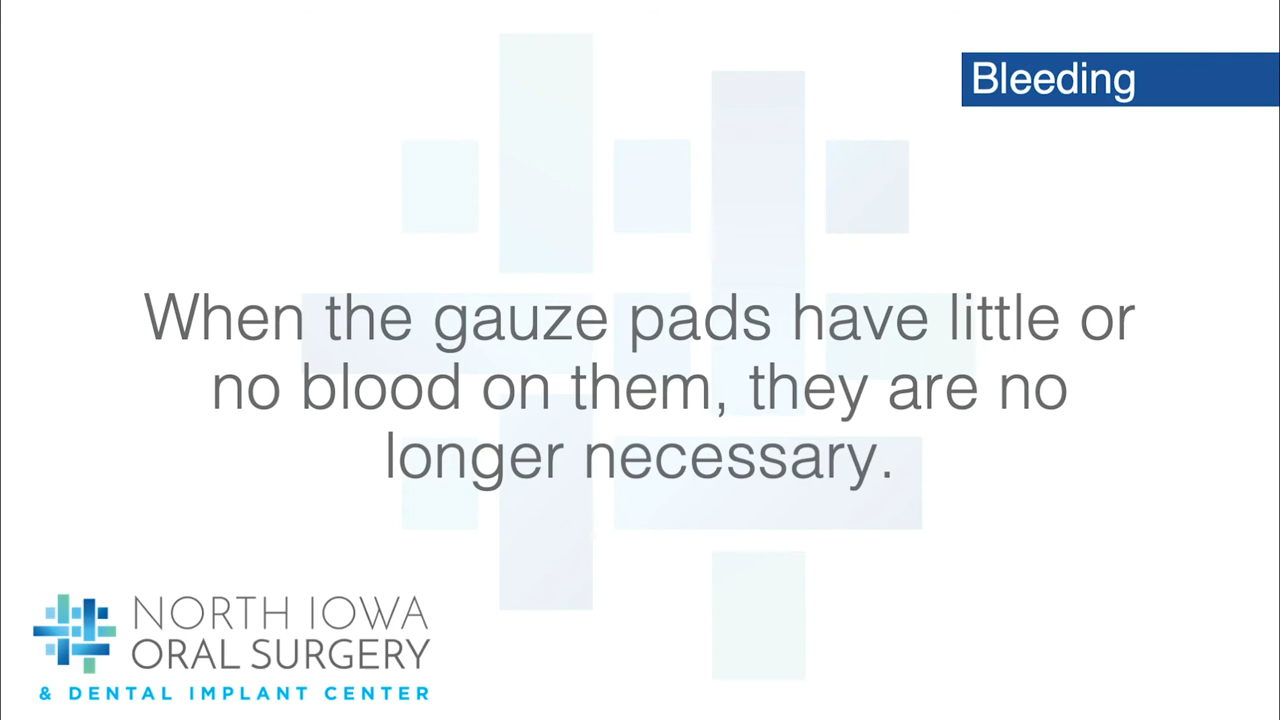 Bleeding
When the gauze pads have little or
no blood on them, they are no
longer necessary.
NORTH IOWA
ORAL SURGERY
& DENTAL IMPLANT CENTER